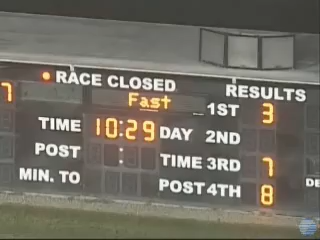 RACE CLOSED RESULTS
7 Fast 1ST 3
TIME 10:29 DAY 2ND
POST : TIME 3RD 7
MIN. TO POST 4TH 8